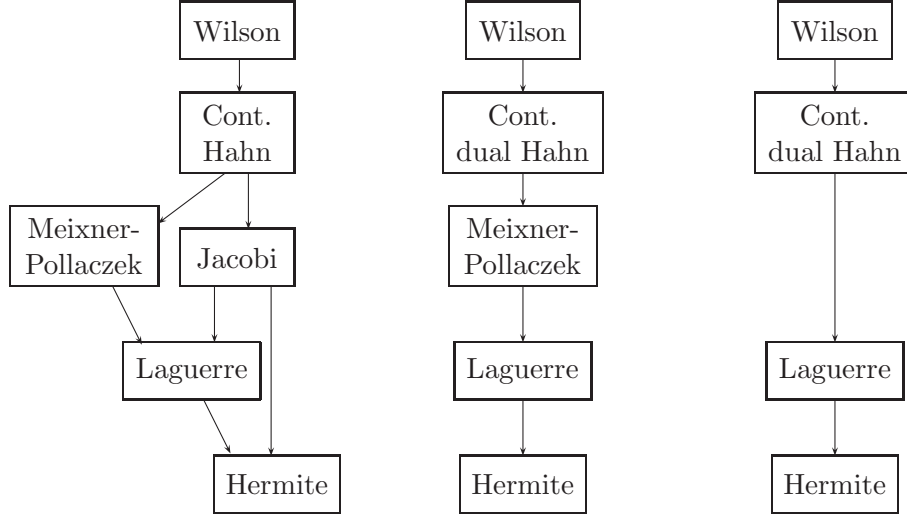 Wilson
Cont.
Hahn
Meixner-
Pollaczek
Jacobi
Laguerre
Hermite
Wilson
Cont.
dual Hahn
Meixner-
Pollaczek
Laguerre
Hermite
Wilson
Cont.
dual Hahn
Laguerre
Hermite